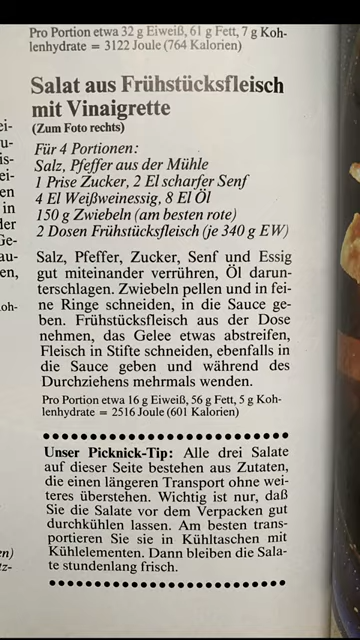 Pro Portion etwa 32 g Eiweiß, 61 g Fett, 7 g Koh-
lenhydrate = 3122 Joule (764 Kalorien)
Salat aus Frühstücksfleisch
mit Vinaigrette
(Zum Foto rechts)
Für 4 Portionen:
Salz, Pfeffer aus der Mühle
1 Prise Zucker, 2 El scharfer Senf
4 El Weißweinessig, 8 El Öl
150 g Zwiebeln (am besten rote)
2 Dosen Frühstücksfleisch (je 340 g EW)
Salz, Pfeffer, Zucker, Senf und Essig
gut miteinander verrühren, Öl darun-
terschlagen. Zwiebeln pellen und in fei-
ne Ringe schneiden, in die Sauce ge-
ben. Frühstücksfleisch aus der Dose
nehmen, das Gelee etwas abstreifen,
Fleisch in Stifte schneiden, ebenfalls in
die Sauce geben und während des
Durchziehens mehrmals wenden.
Pro Portion etwa 16 g Eiweiß, 56 g Fett, 5 g Koh-
lenhydrate = 2516 Joule (601 Kalorien)
Unser Picknick-Tip: Alle drei Salate
auf dieser Seite bestehen aus Zutaten,
die einen längeren Transport ohne wei-
teres überstehen. Wichtig ist nur, daß
Sie die Salate vor dem Verpacken gut
durchkühlen lassen. Am besten trans-
portieren Sie sie in Kühltaschen mit
Kühlelementen. Dann bleiben die Sala-
te stundenlang frisch.